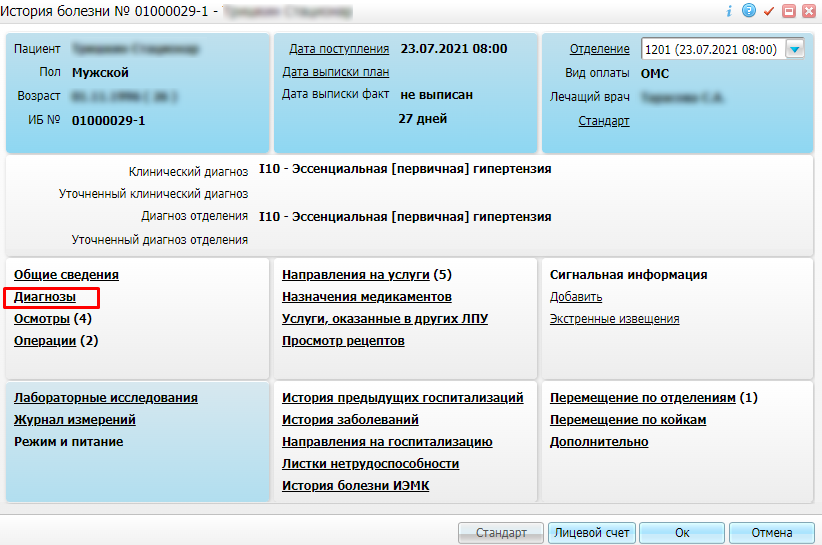 История болезни № 01000029-1 -
Пациент
Пол Мужской
Возраст
ИБ № 01000029-1
Дата поступления 23.07.2021 08:00
Дата выписки план
Дата выписки факт не выписан
27 дней
Отделение 1201 (23.07.2021 08:00)
Вид оплаты ОМС
Лечащий врач
Стандарт
Клинический диагноз I10 - Эссенциальная [первичная] гипертензия
Уточненный клинический диагноз
Диагноз отделения I10 - Эссенциальная [первичная] гипертензия
Уточненный диагноз отделения
Общие сведения
Диагнозы
Осмотры (4)
Операции (2)
Направления на услуги (5)
Назначения медикаментов
Услуги, оказанные в других ЛПУ
Просмотр рецептов
Сигнальная информация
Добавить
Экстренные извещения
Лабораторные исследования
Журнал измерений
Режим и питание
История предыдущих госпитализаций
История заболеваний
Направления на госпитализацию
Листки нетрудоспособности
История болезни ИЭМК
Перемещение по отделениям (1)
Перемещение по койкам
Дополнительно
Стандарт
Лицевой счет
Ок
Отмена